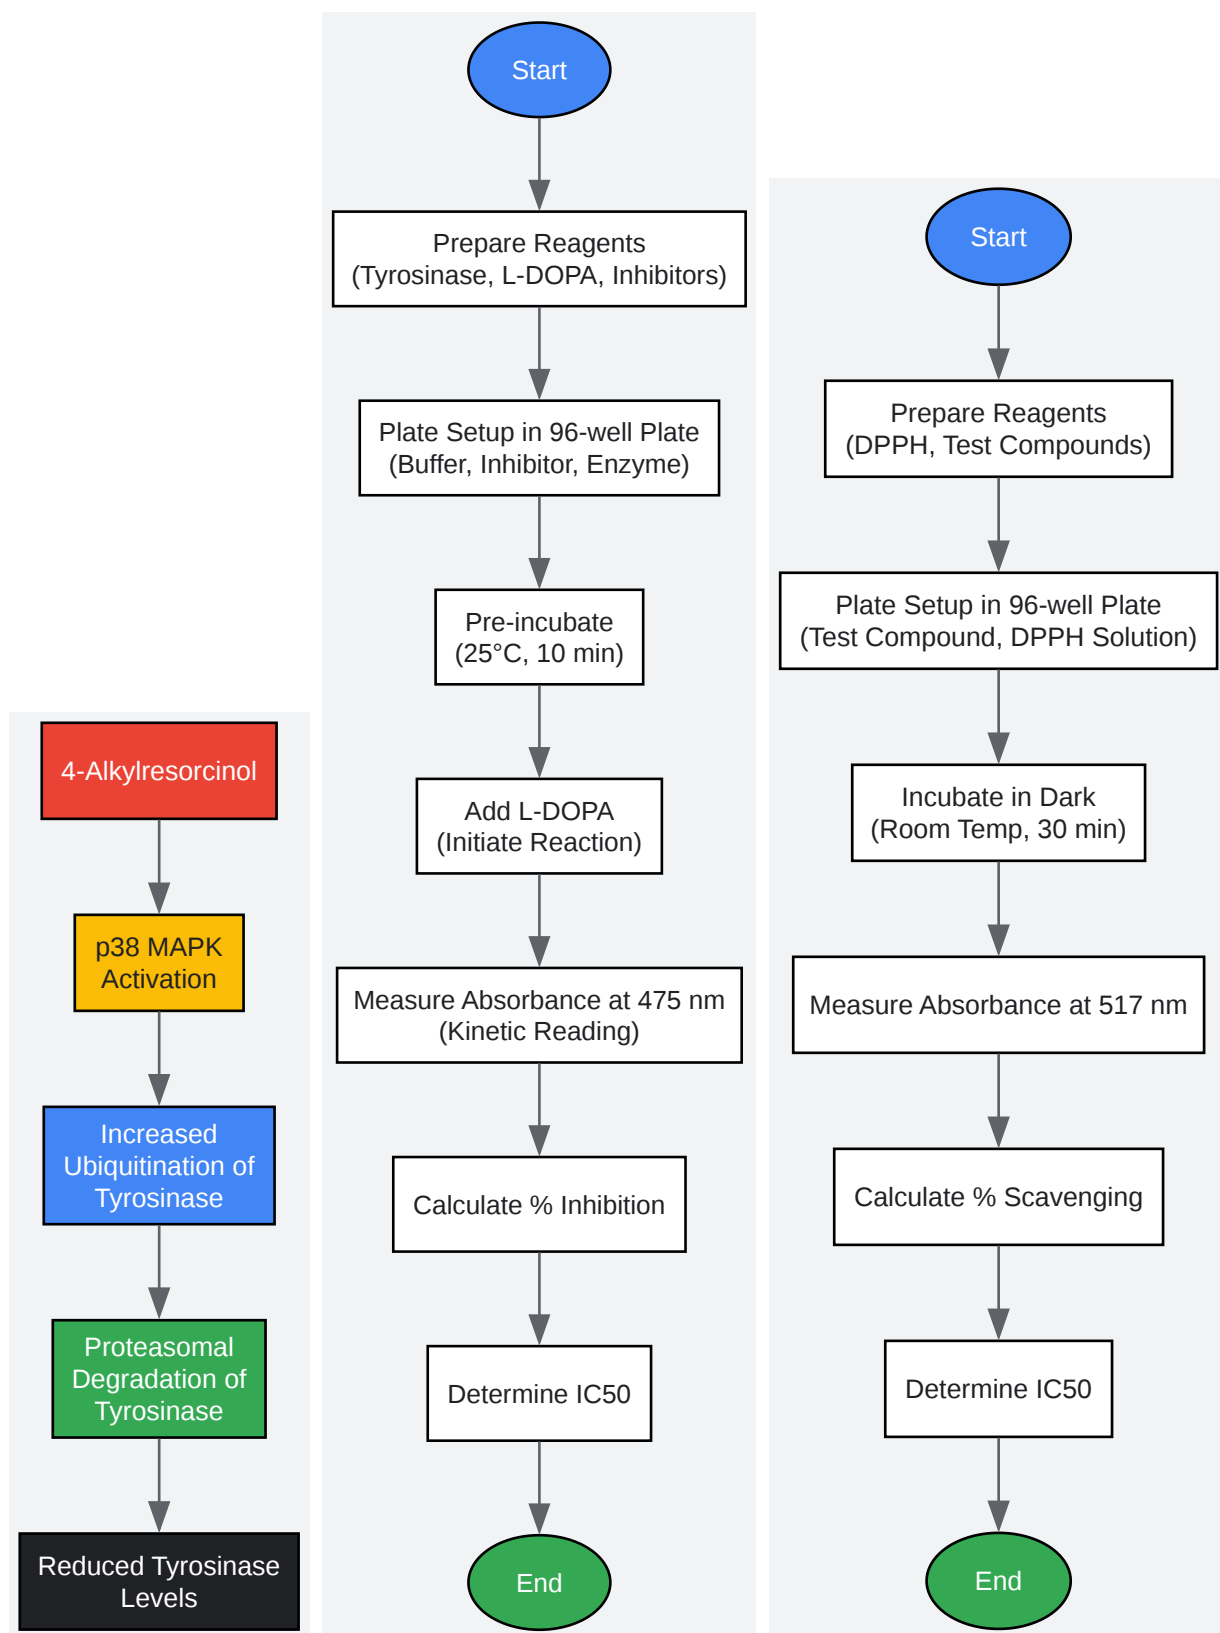 4-Alkylresorcinol
p38 MAPK
Activation
Increased
Ubiquitination of
Tyrosinase
Proteasomal
Degradation of
Tyrosinase
Reduced Tyrosinase
Levels
Start
Prepare Reagents
(Tyrosinase, L-DOPA, Inhibitors)
Plate Setup in 96-well Plate
(Buffer, Inhibitor, Enzyme)
Pre-incubate
(25°C, 10 min)
Add L-DOPA
(Initiate Reaction)
Measure Absorbance at 475 nm
(Kinetic Reading)
Calculate % Inhibition
Determine IC50
End
Start
Prepare Reagents
(DPPH, Test Compounds)
Plate Setup in 96-well Plate
(Test Compound, DPPH Solution)
Incubate in Dark
(Room Temp, 30 min)
Measure Absorbance at 517 nm
Calculate % Scavenging
Determine IC50
End